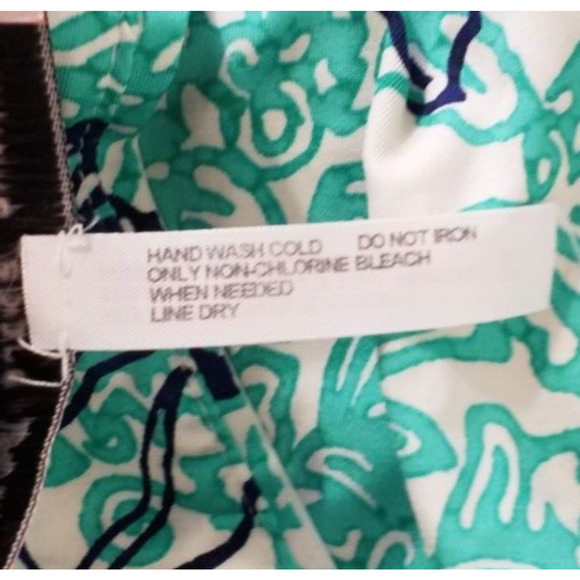 HAND WASH COLD DO NOT IRON
ONLY NON-CHLORINE BLEACH
WHEN NEEDED
LINE DRY